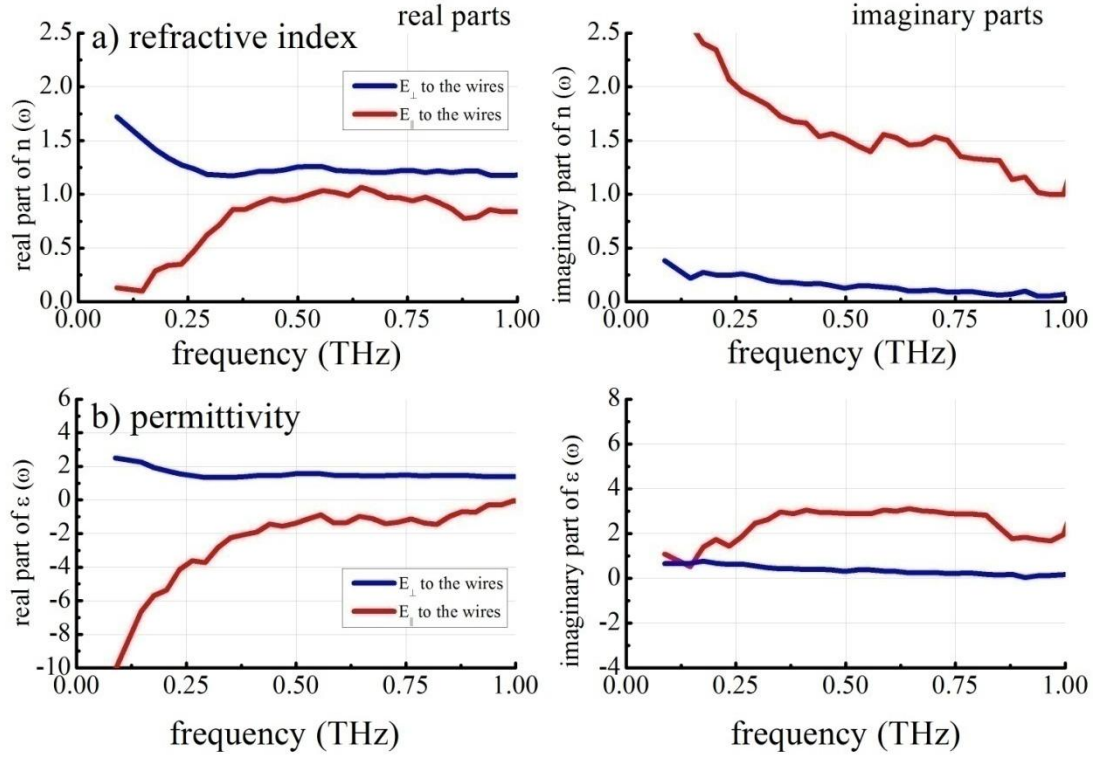 real parts
imaginary parts
a) refractive index
2.5
2.0
1.5
1.0
0.5
0.0
real part of n (ω)
E⊥ to the wires
E∥ to the wires
0.00 0.25 0.50 0.75 1.00
frequency (THz)
2.5
2.0
1.5
1.0
0.5
0.0
imaginary part of n (ω)
0.00 0.25 0.50 0.75 1.00
frequency (THz)
b) permittivity
6
4
2
0
-2
-4
-6
-8
-10
real part of ε (ω)
E⊥ to the wires
E∥ to the wires
0.00 0.25 0.50 0.75 1.00
frequency (THz)
8
6
4
2
0
-2
-4
imaginary part of ε (ω)
0.00 0.25 0.50 0.75 1.00
frequency (THz)